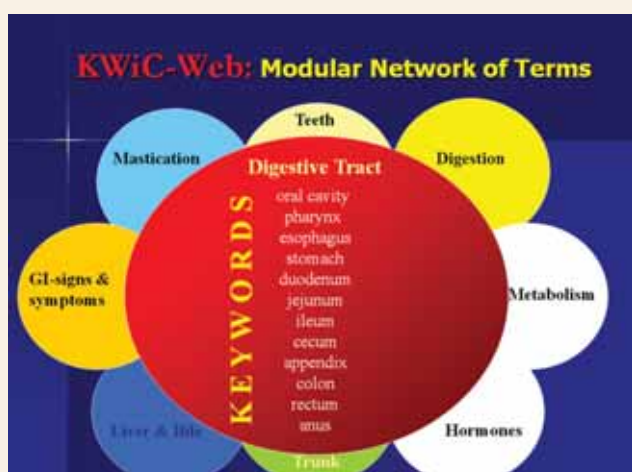 KWiC-Web: Modular Network of Terms
Teeth
Mastication
Digestion
Digestive Tract
KEYWORDS
oral cavity
pharynx
esophagus
stomach
duodenum
jejunum
ileum
cecum
appendix
colon
rectum
anus
GI-signs &
symptoms
Metabolism
Liver & Bile
Hormones
Trunk